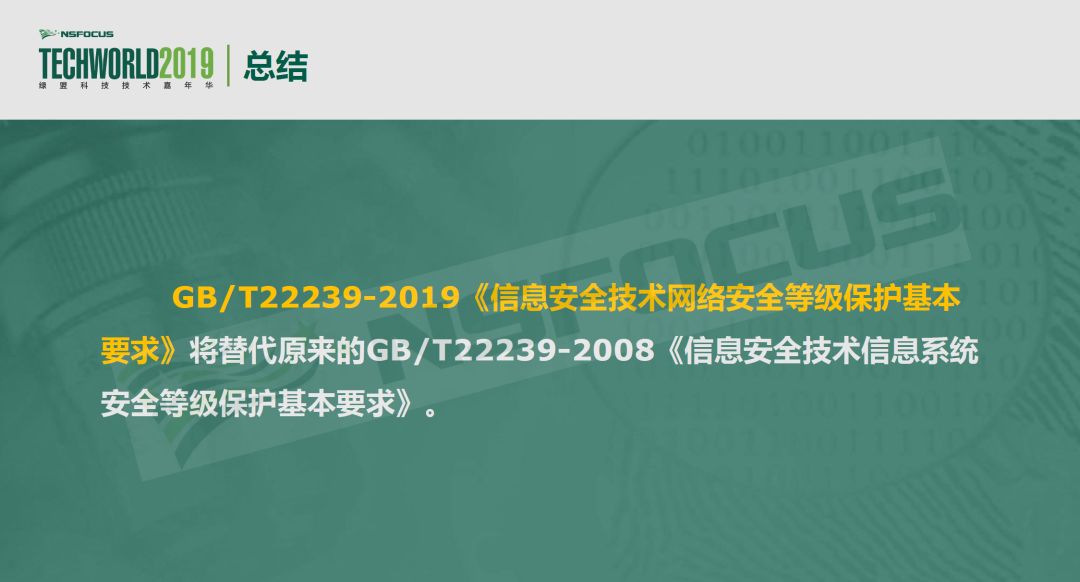 NSFOCUS
TECHWORLD2019
绿盟科技技术嘉年华
总结
GB/T22239-2019《信息安全技术网络安全等级保护基本
要求》将替代原来的GB/T22239-2008《信息安全技术信息系统
安全等级保护基本要求》。
NSFOCUS